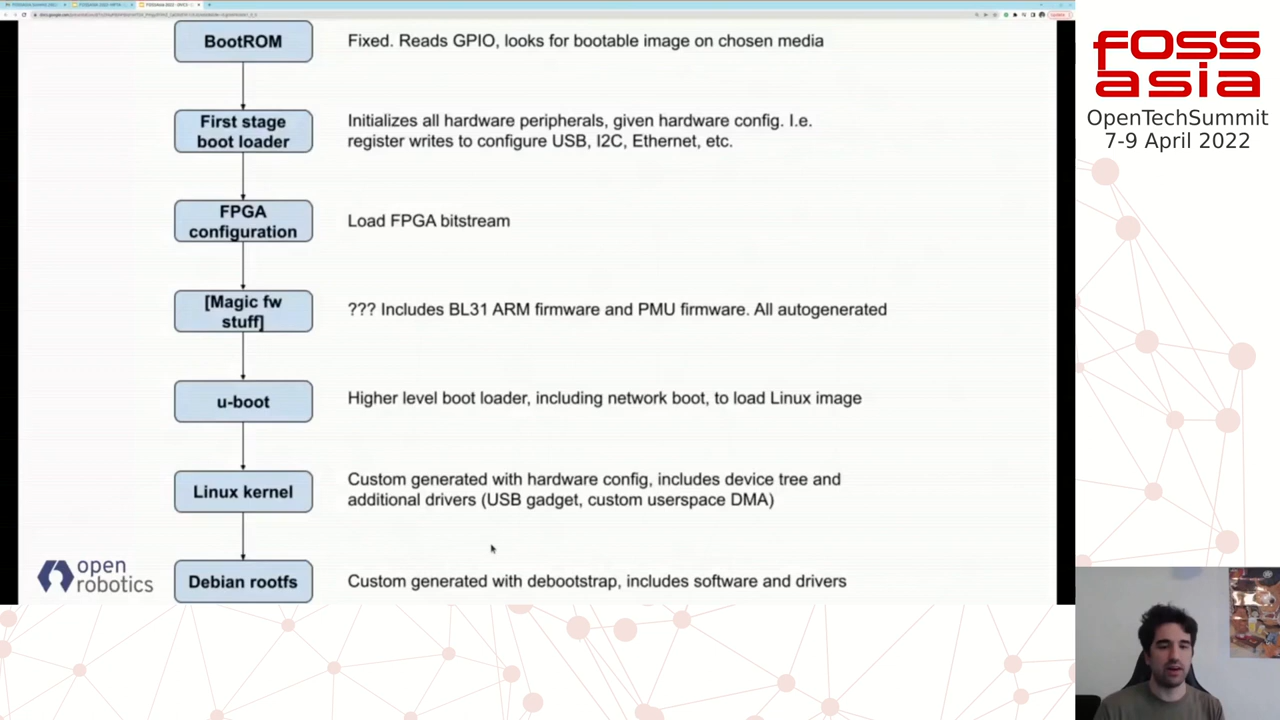 BootROM
Fixed. Reads GPIO, looks for bootable image on chosen media
First stage
boot loader
Initializes all hardware peripherals, given hardware config. I.e.
register writes to configure USB, I2C, Ethernet, etc.
FPGA
configuration
Load FPGA bitstream
[Magic fw
stuff]
??? Includes BL31 ARM firmware and PMU firmware. All autogenerated
u-boot
Higher level boot loader, including network boot, to load Linux image
Linux kernel
Custom generated with hardware config, includes device tree and
additional drivers (USB gadget, custom userspace DMA)
Debian rootfs
Custom generated with debootstrap, includes software and drivers
open
robotics
FOSS
asia
OpenTechSummit
7-9 April 2022